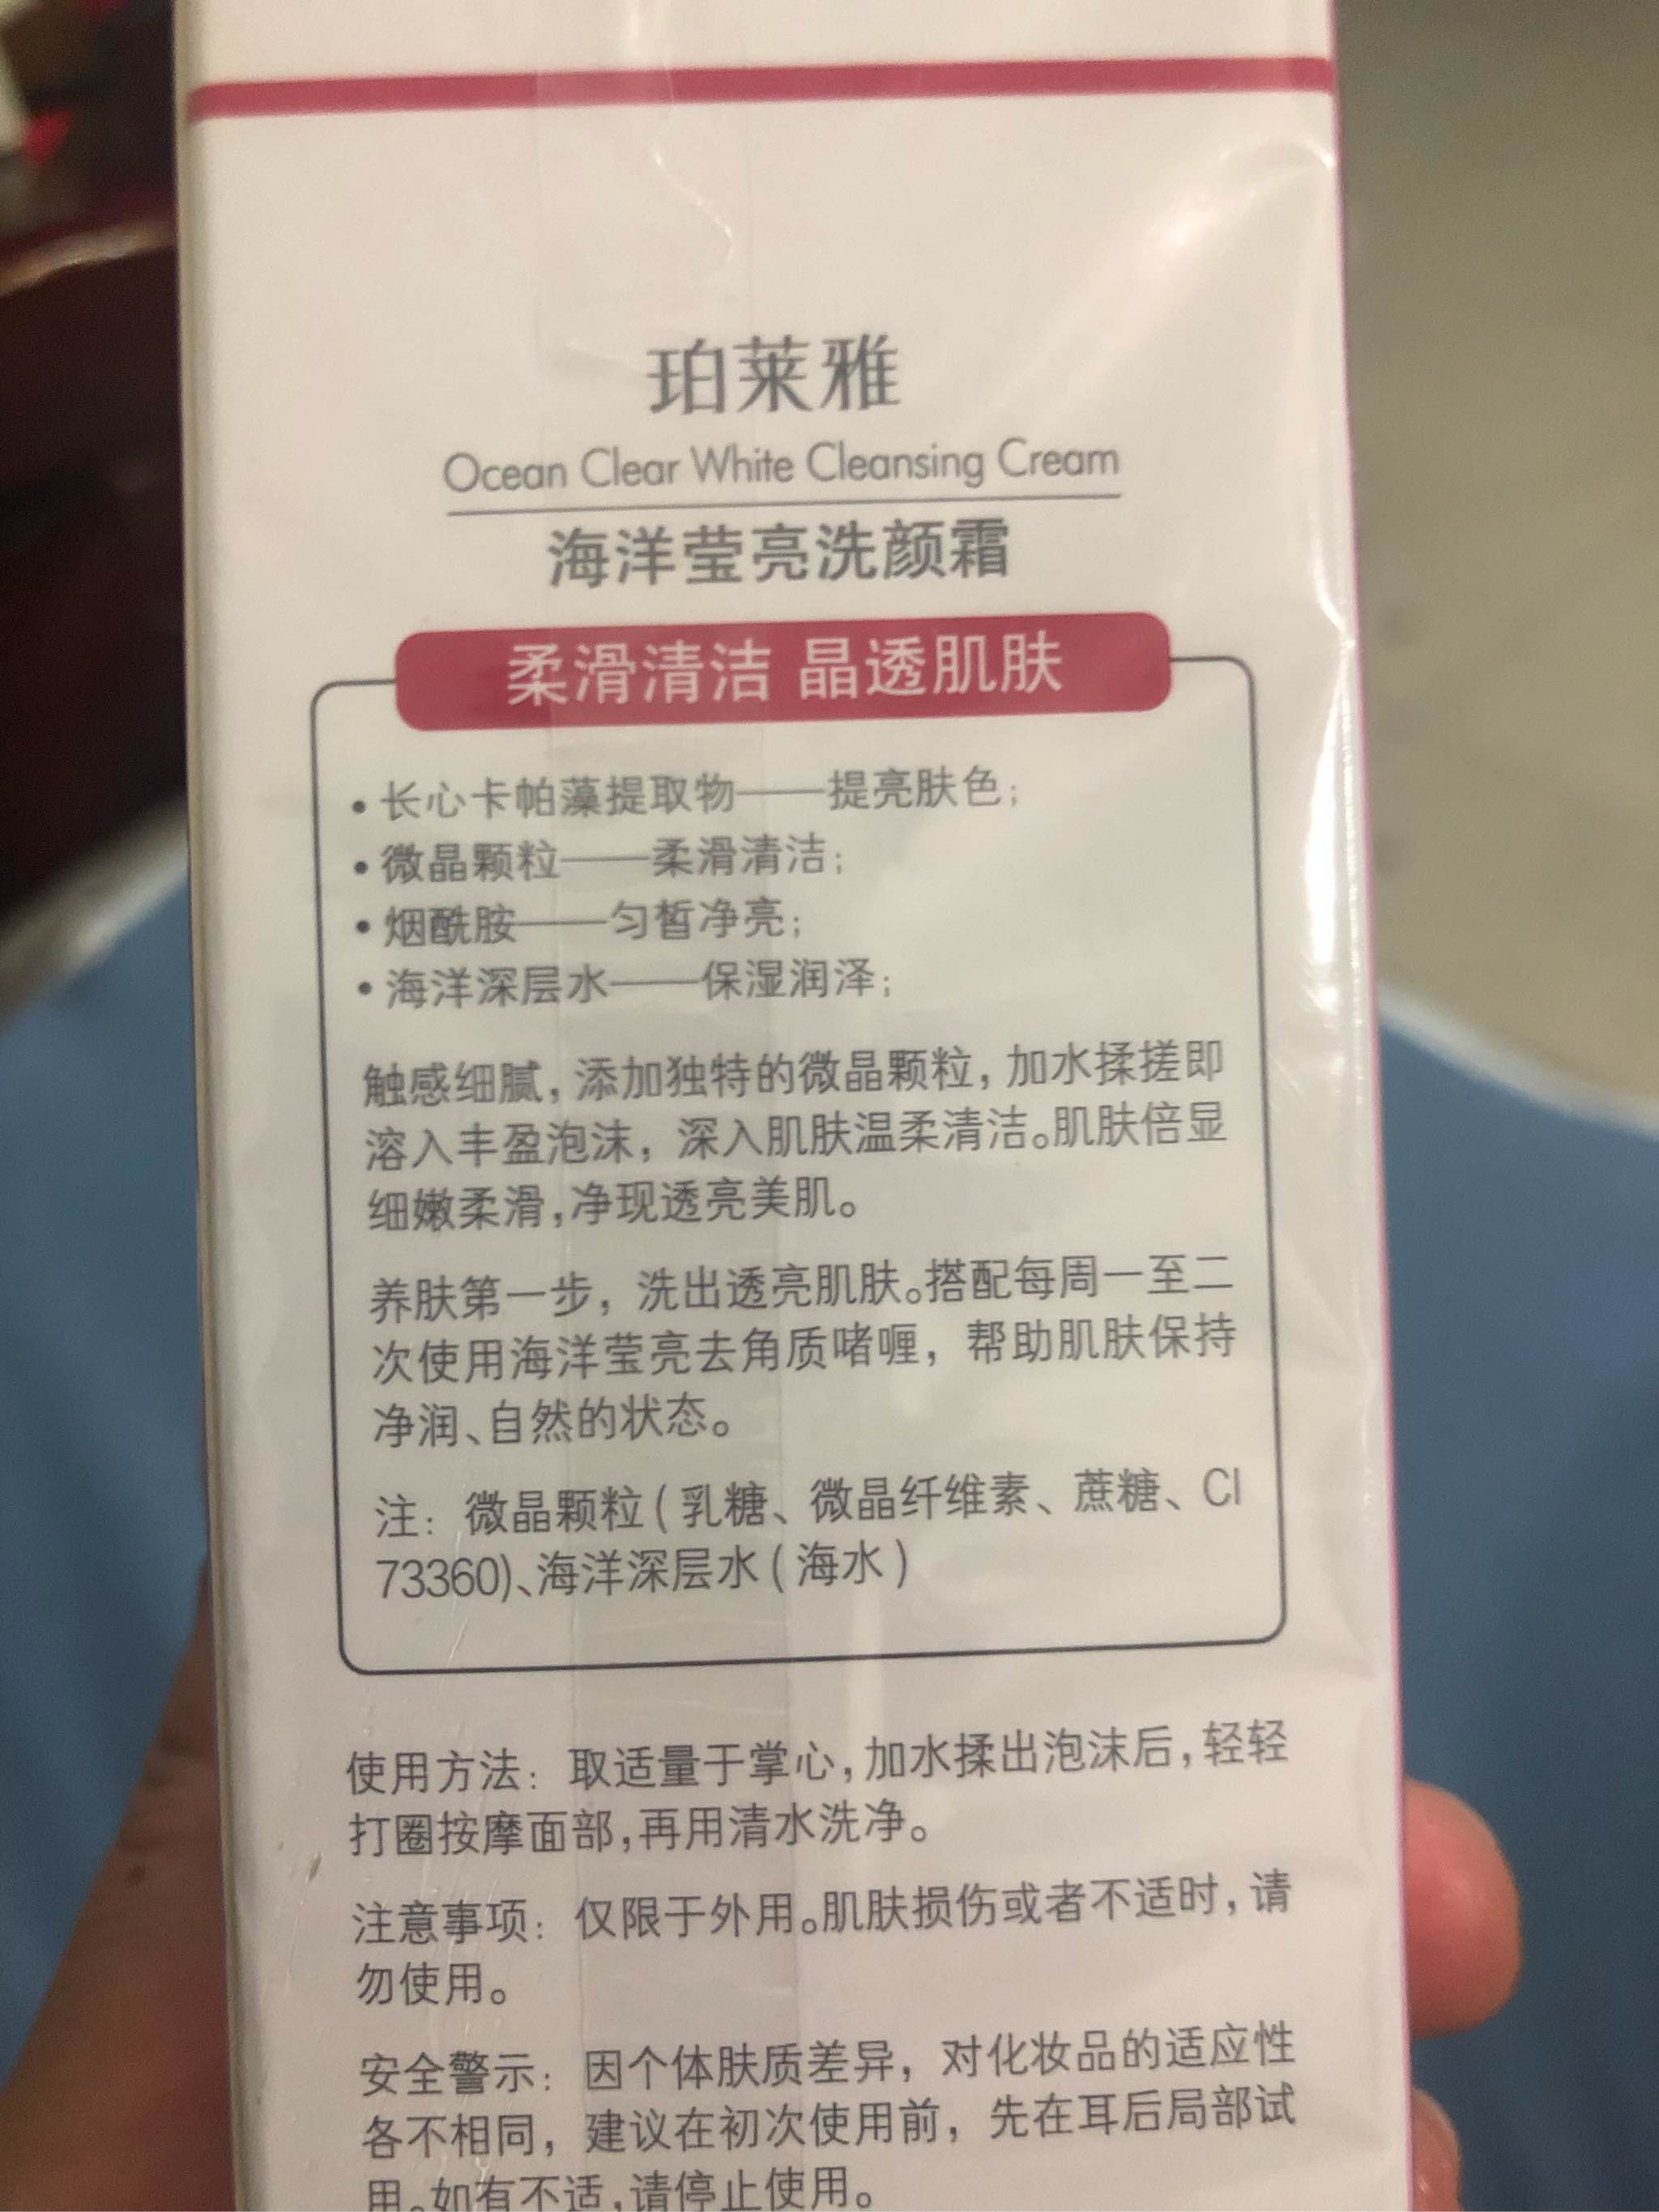 珀莱雅
Ocean Clear White Cleansing Cream
海洋莹亮洗颜霜
柔滑清洁 晶透肌肤
• 长心卡帕藻提取物——提亮肤色；
• 微晶颗粒——柔滑清洁；
• 烟酰胺——匀皙净亮；
• 海洋深层水——保湿润泽；
触感细腻，添加独特的微晶颗粒，加水揉搓即
溶入丰盈泡沫，深入肌肤温柔清洁。肌肤倍显
细嫩柔滑，净现透亮美肌。
养肤第一步，洗出透亮肌肤。搭配每周一至二
次使用海洋莹亮去角质啫喱，帮助肌肤保持
净润、自然的状态。
注：微晶颗粒(乳糖、微晶纤维素、蔗糖、CI
73360)、海洋深层水(海水)
使用方法：取适量于掌心，加水揉出泡沫后，轻轻
打圈按摩面部，再用清水洗净。
注意事项：仅限于外用。肌肤损伤或者不适时，请
勿使用。
安全警示：因个体肤质差异，对化妆品的适应性
各不相同，建议在初次使用前，先在耳后局部试
用。如有不适，请停止使用。